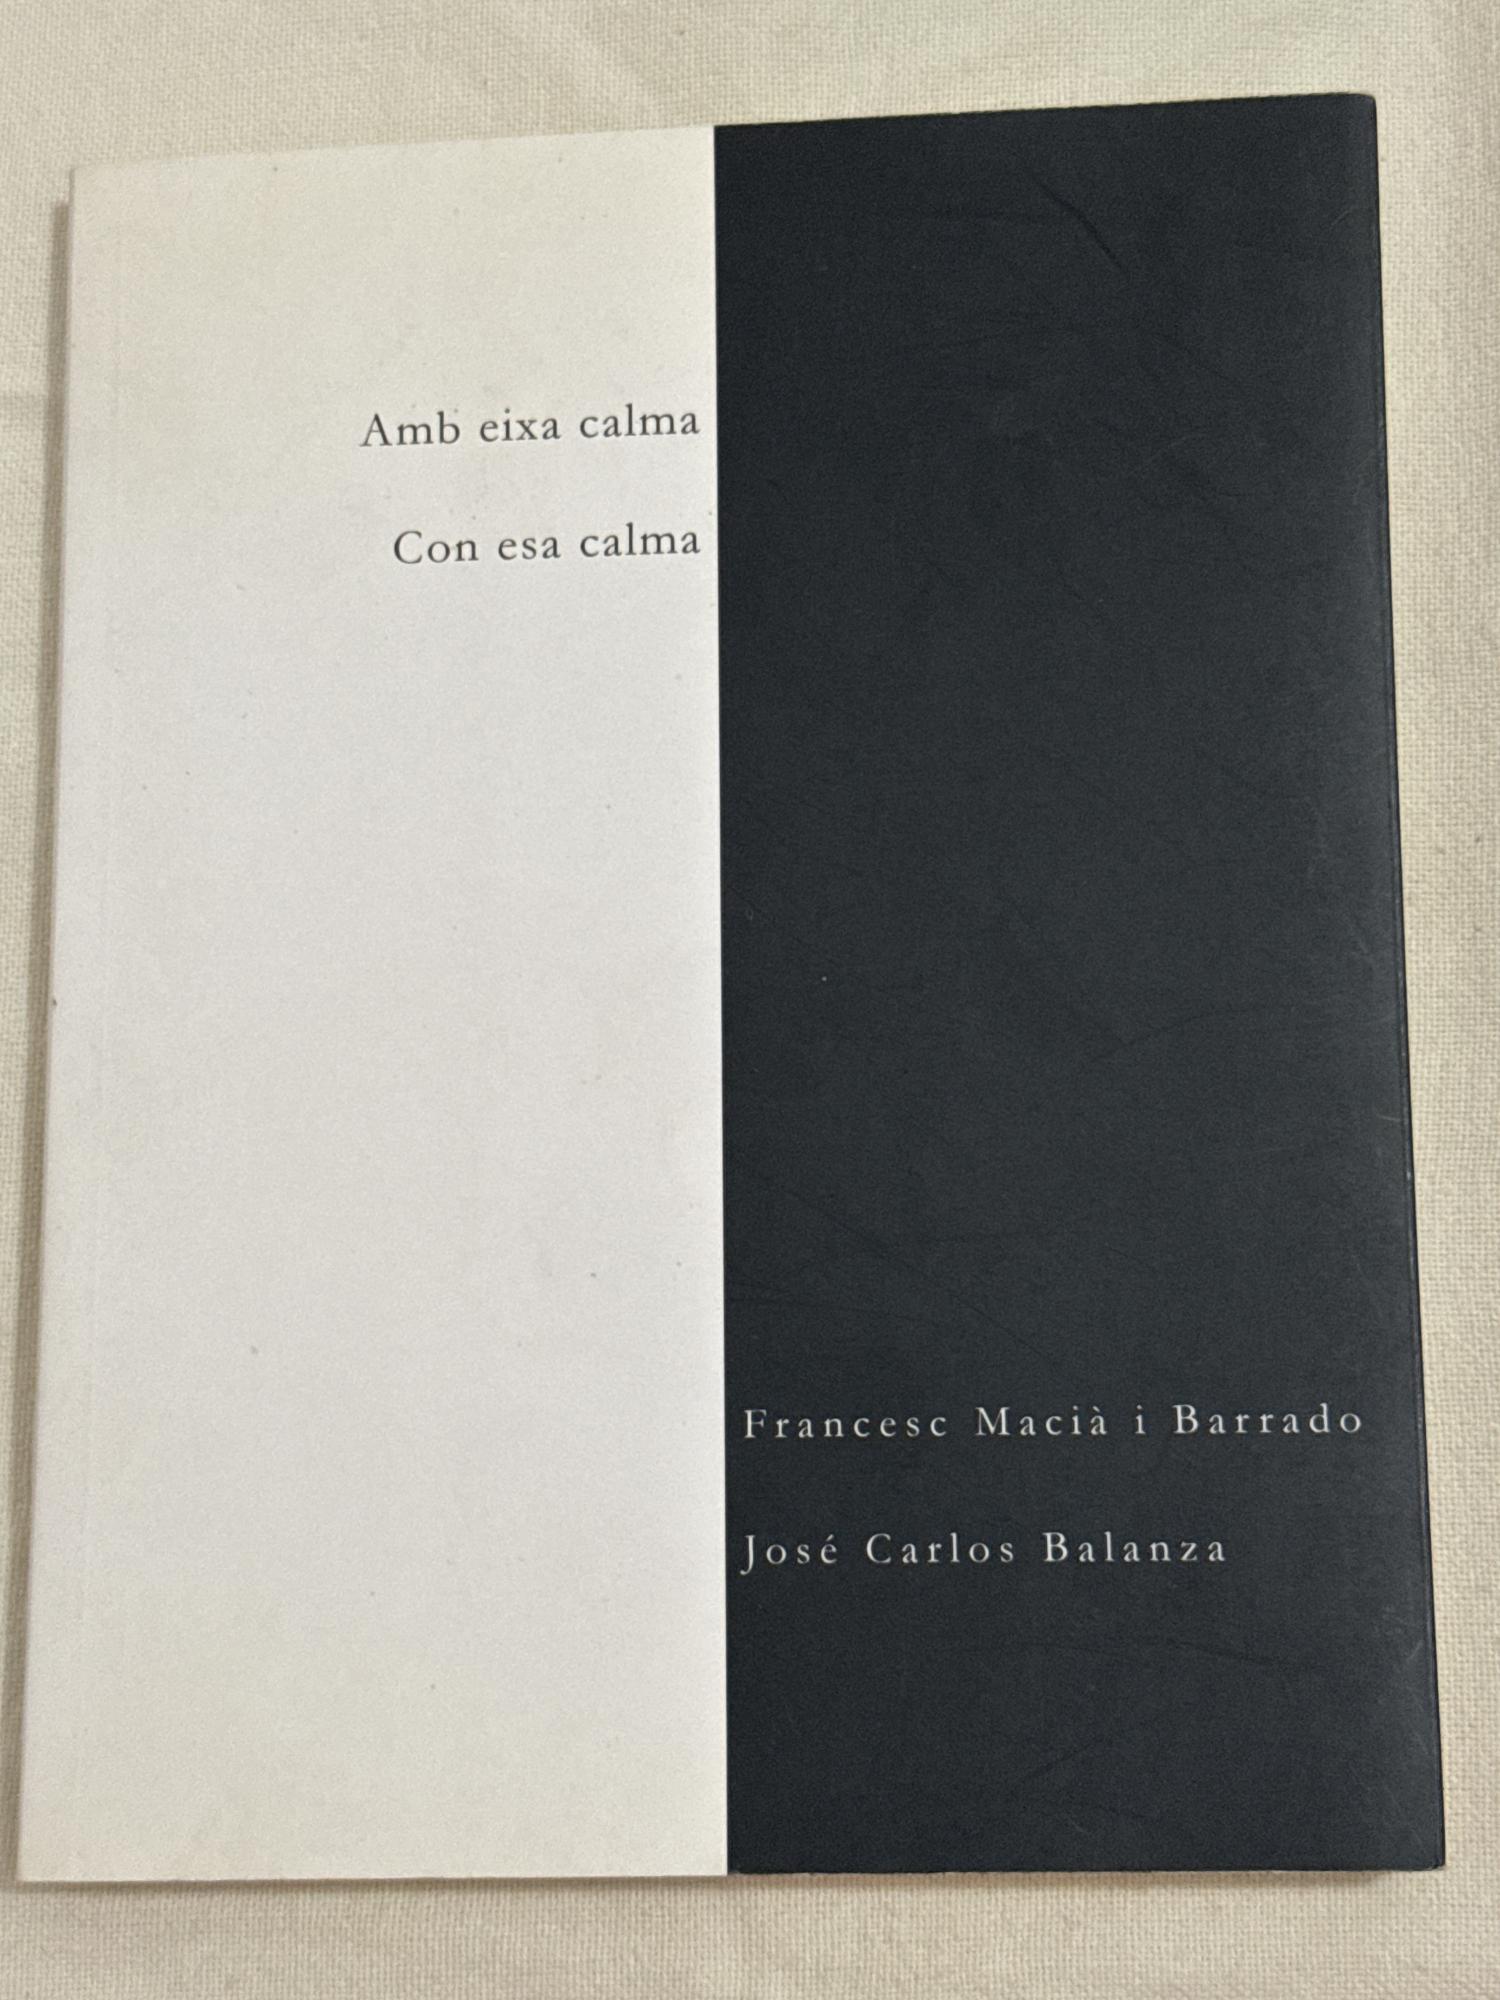 Amb eixa calma
Con esa calma
Francesc Macià i Barrado
José Carlos Balanza